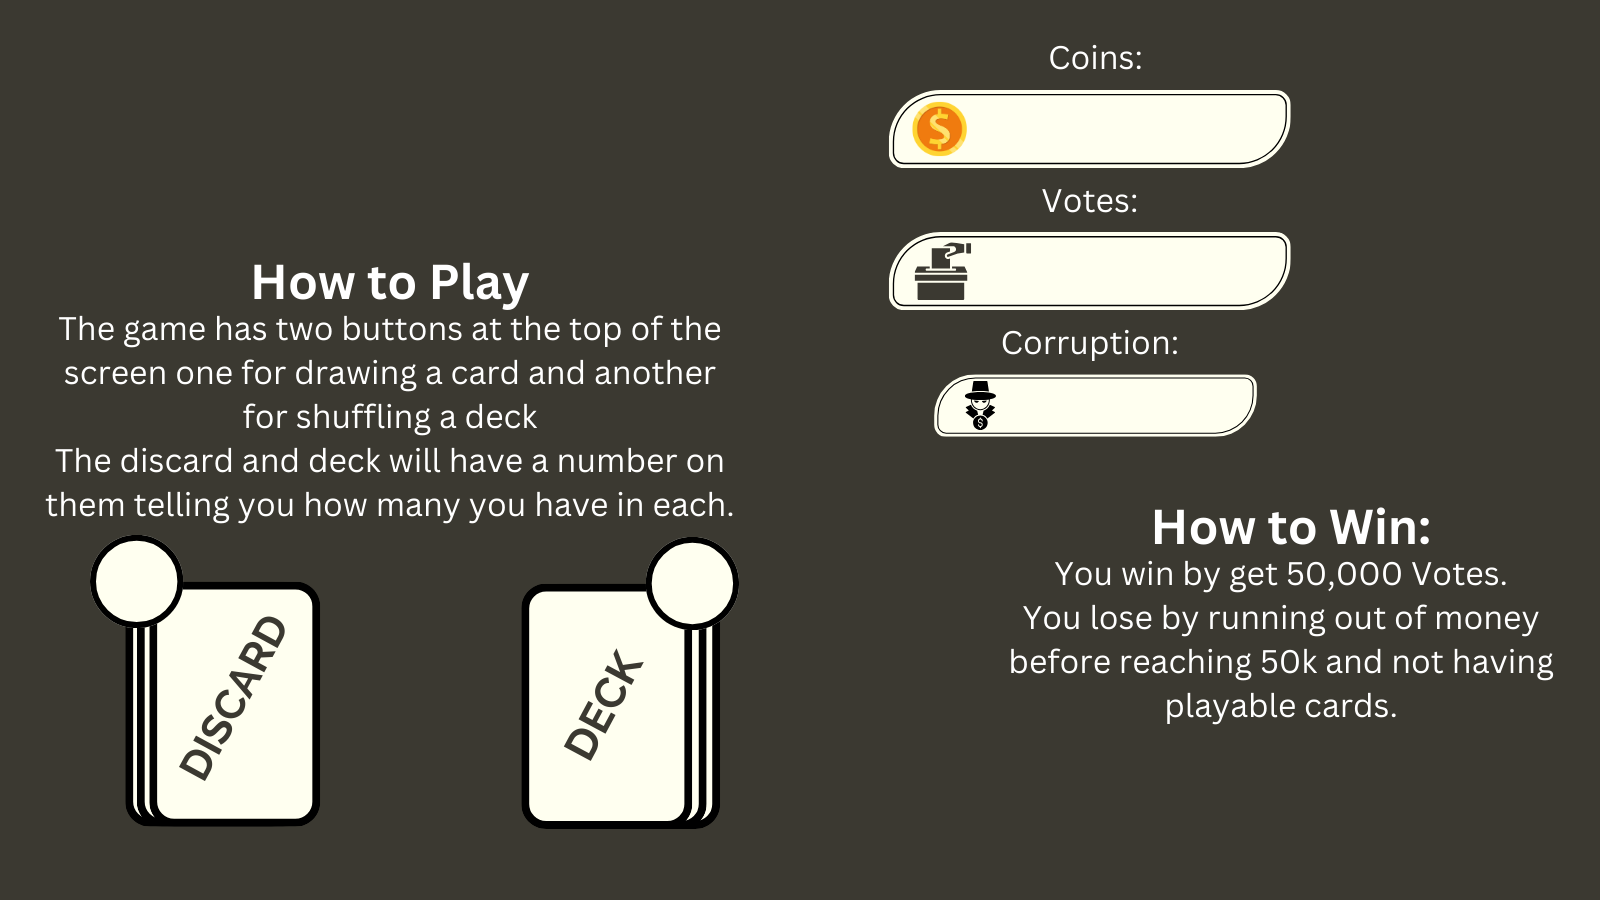 How to Play
The game has two buttons at the top of the
screen one for drawing a card and another
for shuffling a deck
The discard and deck will have a number on
them telling you how many you have in each.
DISCARD
DECK
Coins:
$
Votes:
Corruption:
$
How to Win:
You win by get 50,000 Votes.
You lose by running out of money
before reaching 50k and not having
playable cards.